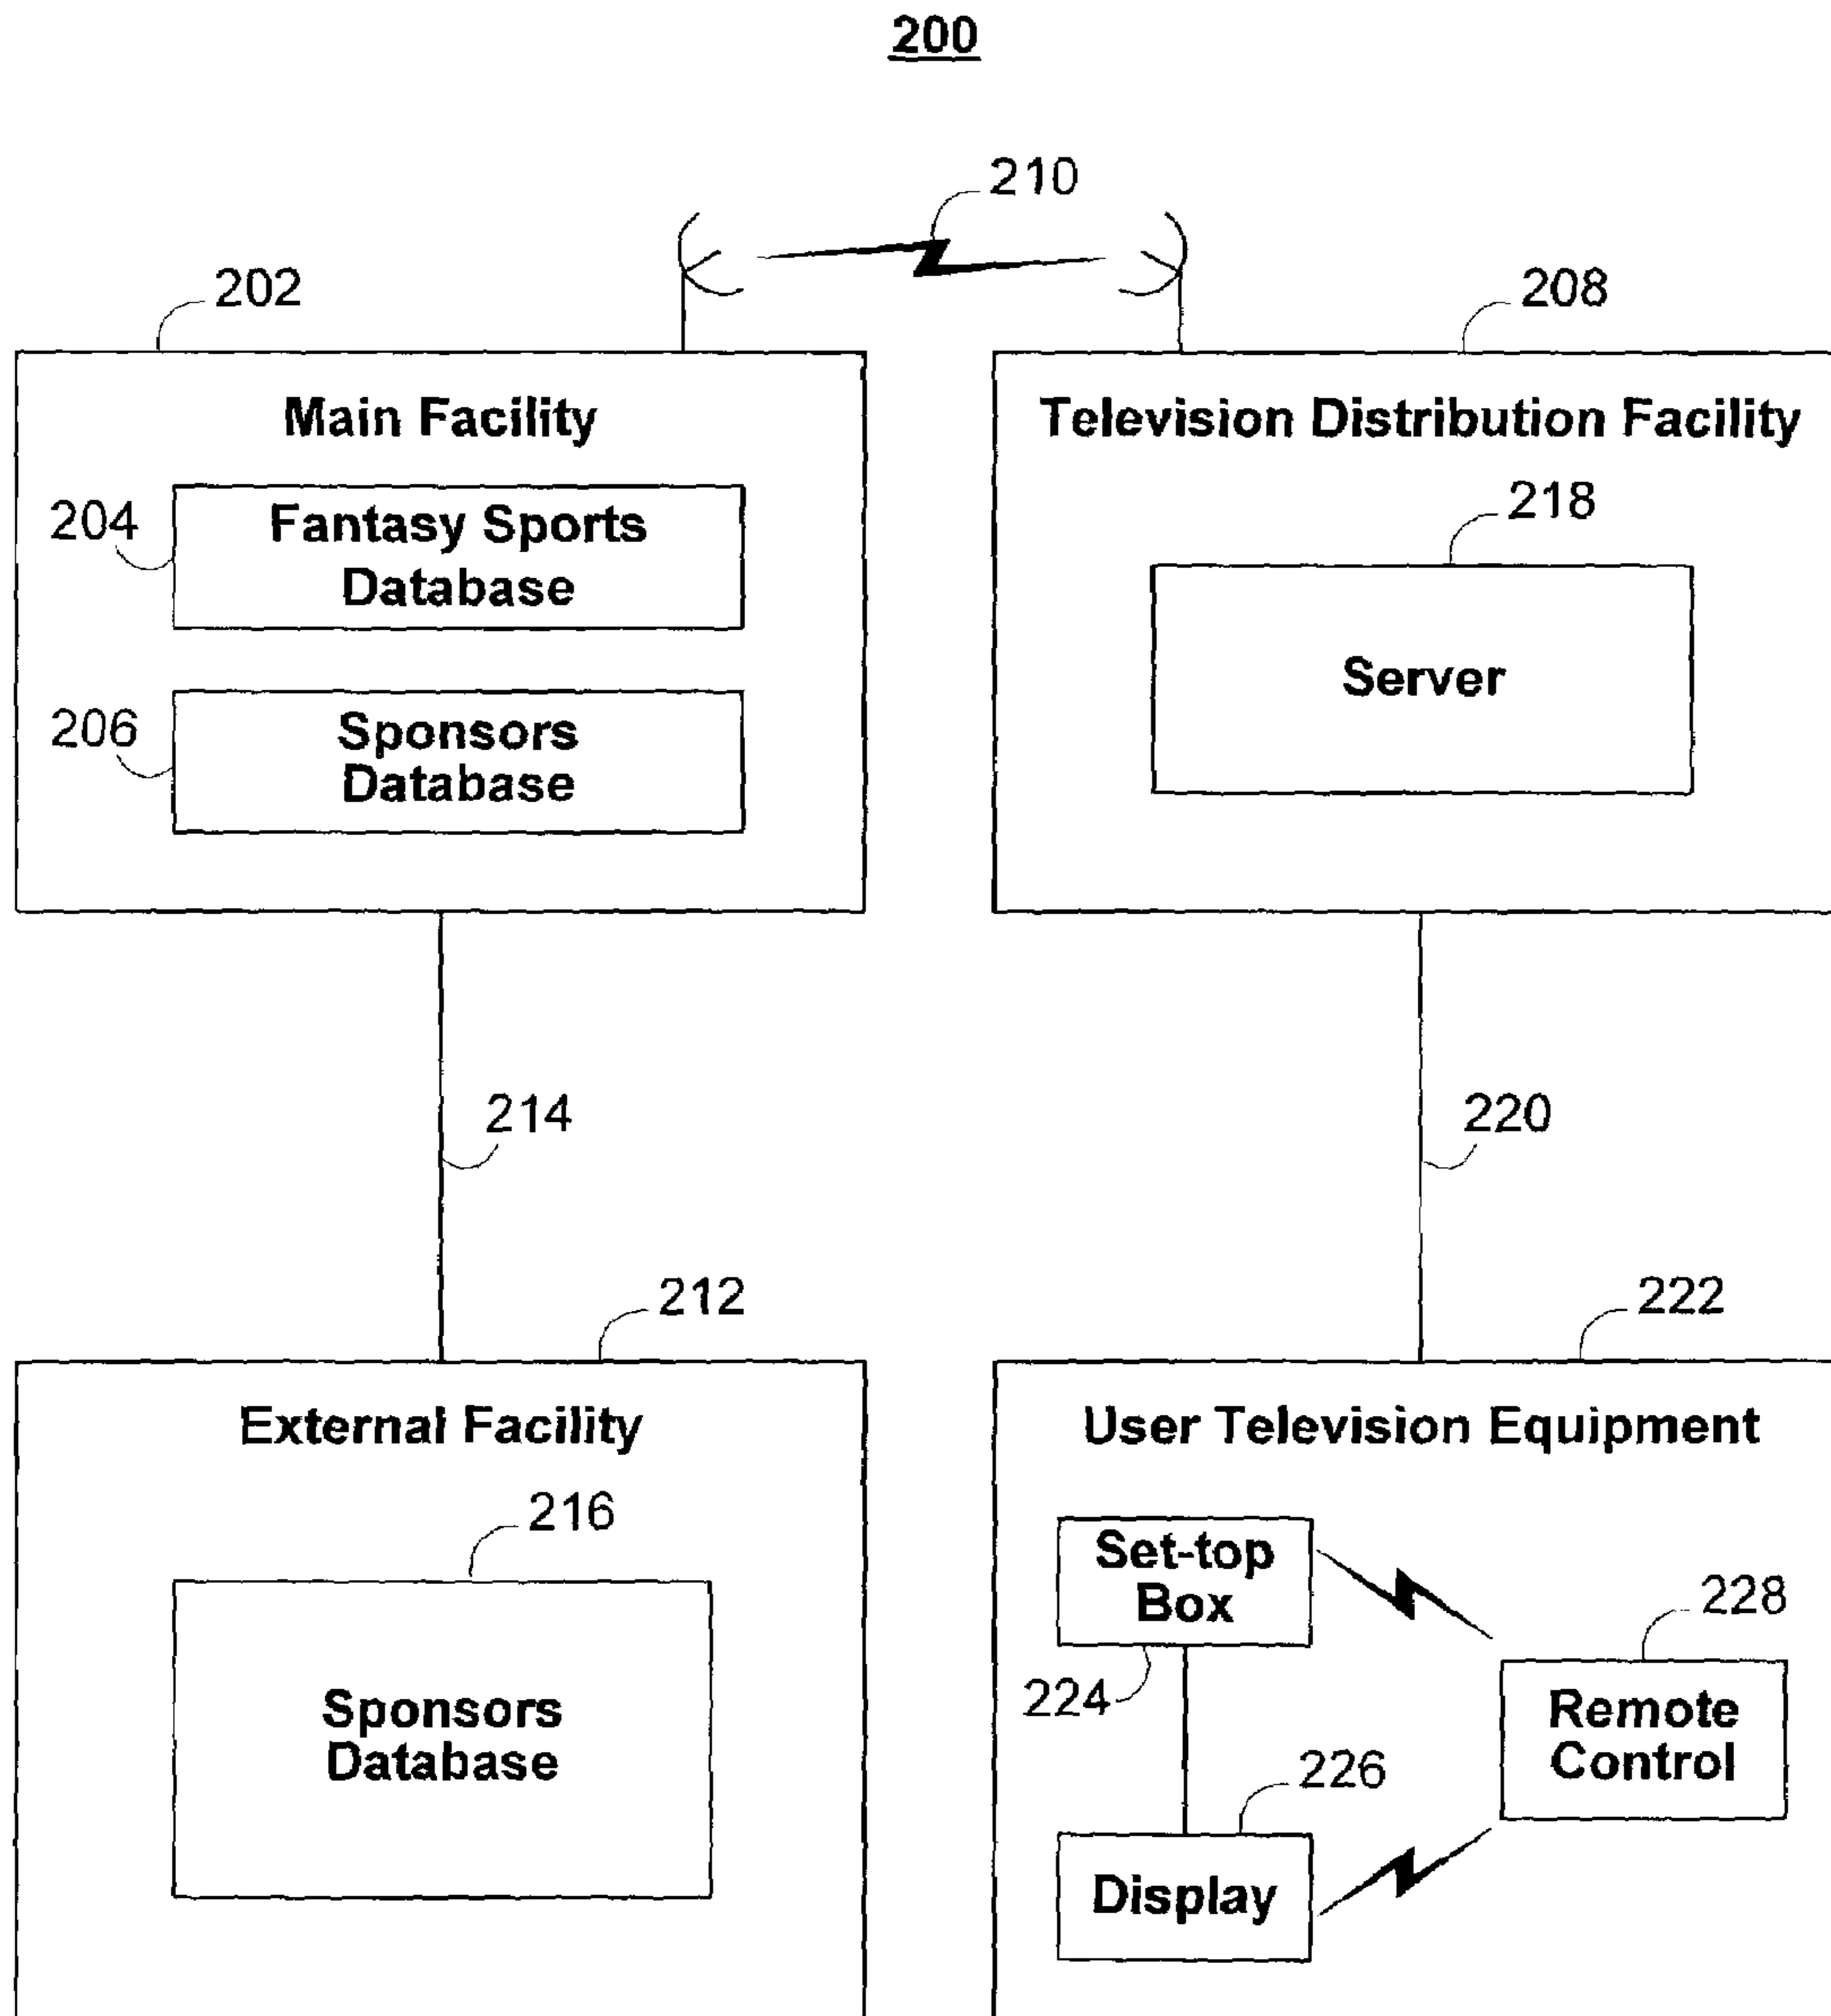 200
210
202
208
Main Facility
204
Fantasy Sports
Database
206
Sponsors
Database
Television Distribution Facility
218
Server
214
220
212
222
External Facility
216
Sponsors
Database
User Television Equipment
Set-top
Box
224
228
Remote
Control
226
Display